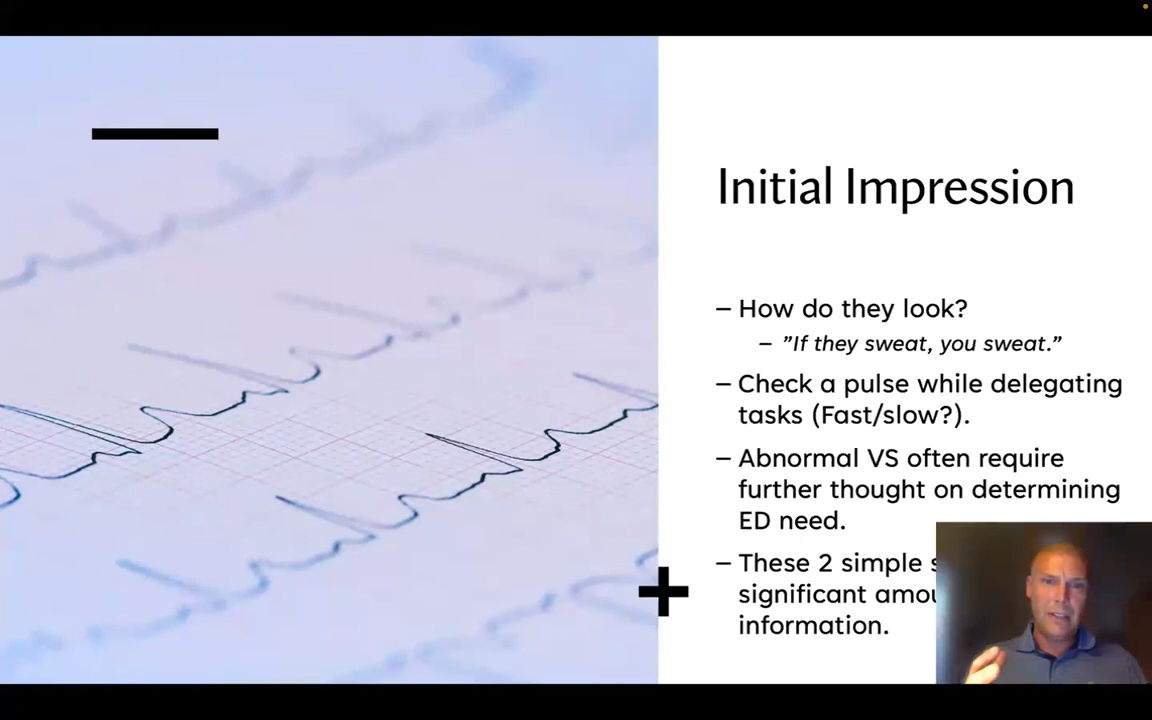 Initial Impression
– How do they look?
– ”If they sweat, you sweat.”
– Check a pulse while delegating
tasks (Fast/slow?).
– Abnormal VS often require
further thought on determining
ED need.
– These 2 simple
significant
information.